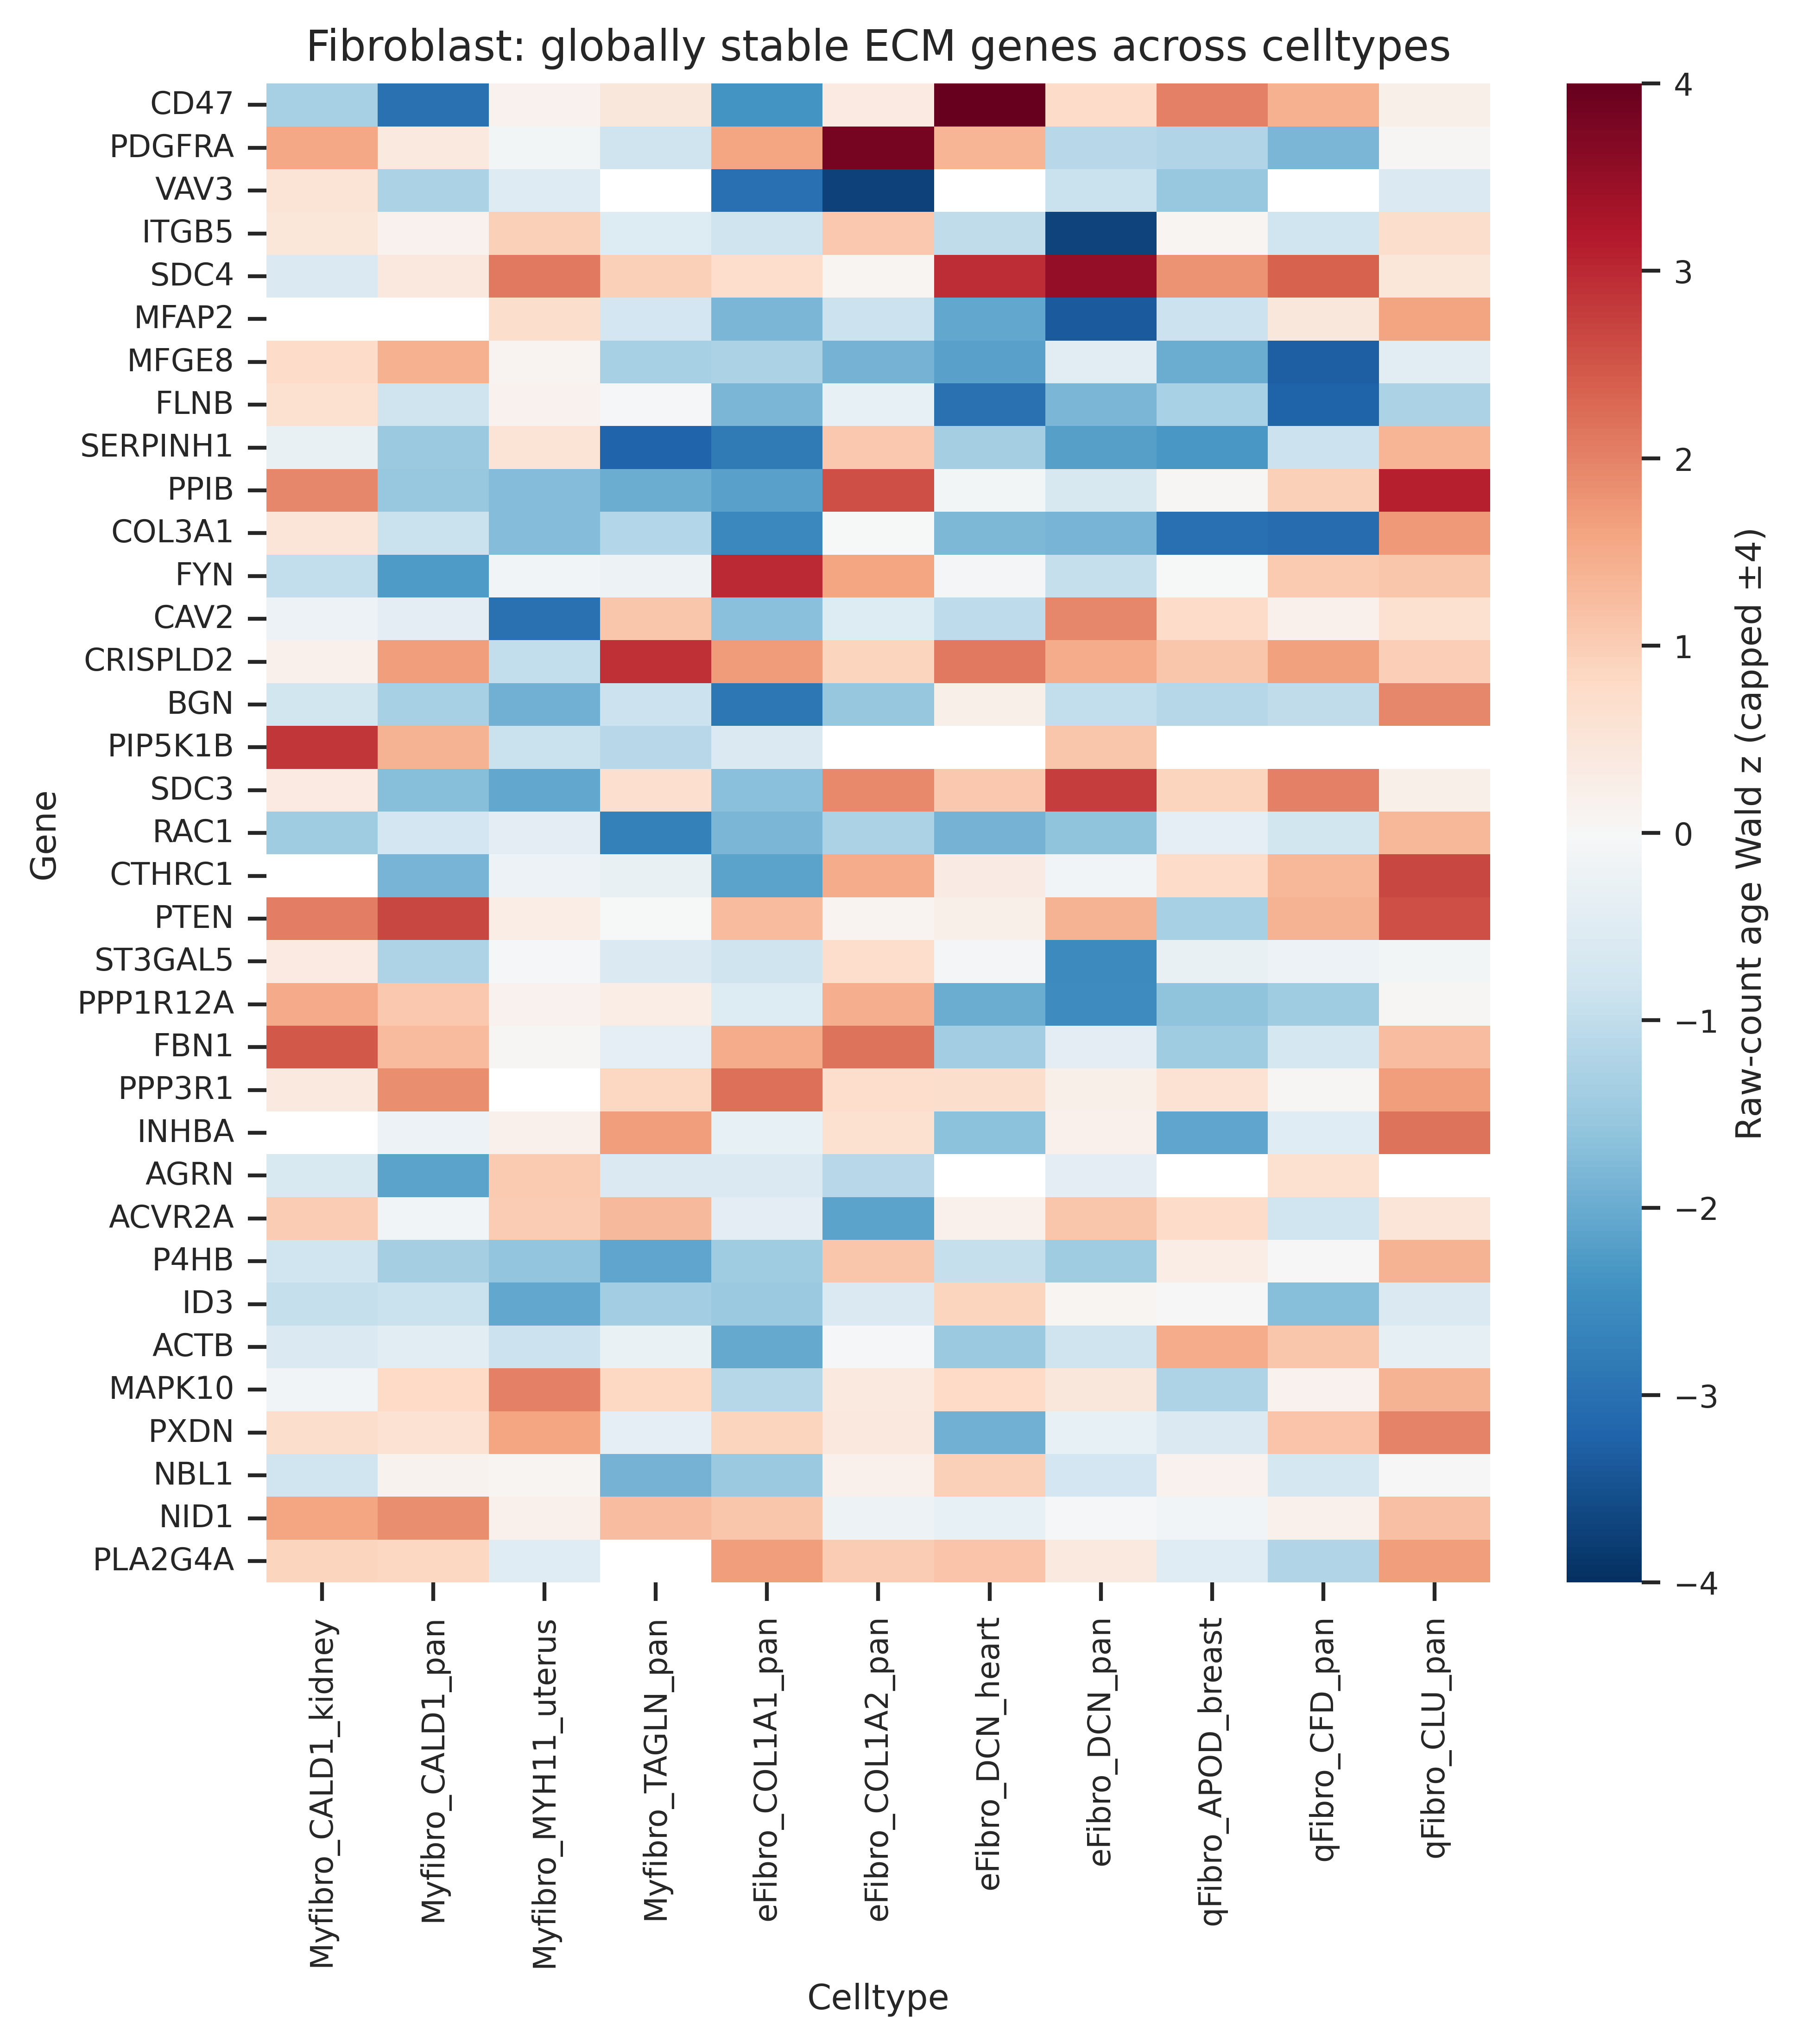 Fibroblast: globally stable ECM genes across celltypes
CD47
PDGFRA
VAV3
ITGB5
SDC4
MFAP2
MFGE8
FLNB
SERPINH1
PPIB
COL3A1
FYN
CAV2
CRISPLD2
BGN
PIP5K1B
SDC3
RAC1
CTHRC1
PTEN
ST3GAL5
PPP1R12A
FBN1
PPP3R1
INHBA
AGRN
ACVR2A
P4HB
ID3
ACTB
MAPK10
PXDN
NBL1
NID1
PLA2G4A
Gene
Myfibro_CALD1_kidney
Myfibro_CALD1_pan
Myfibro_MYH11_uterus
Myfibro_TAGLN_pan
eFibro_COL1A1_pan
eFibro_COL1A2_pan
eFibro_DCN_heart
eFibro_DCN_pan
qFibro_APOD_breast
qFibro_CFD_pan
qFibro_CLU_pan
Celltype
4
3
2
1
0
−1
−2
−3
−4
Raw-count age Wald z (capped ±4)